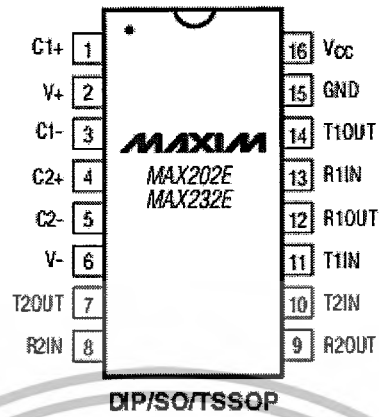 C1+ 1 16 VCC
V+ 2 15 GND
C1- 3 MAXIM 14 T1OUT
C2+ 4 MAX202E 13 R1IN
MAX232E
C2- 5 12 R1OUT
V- 6 11 T1IN
T2OUT 7 10 T2IN
R2IN 8 9 R2OUT
DIP/SO/TSSOP